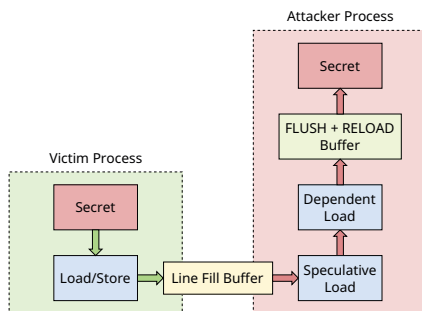 Attacker Process
Secret
FLUSH + RELOAD
Buffer
Victim Process
Secret
Dependent
Load
Load/Store
Line Fill Buffer
Speculative
Load